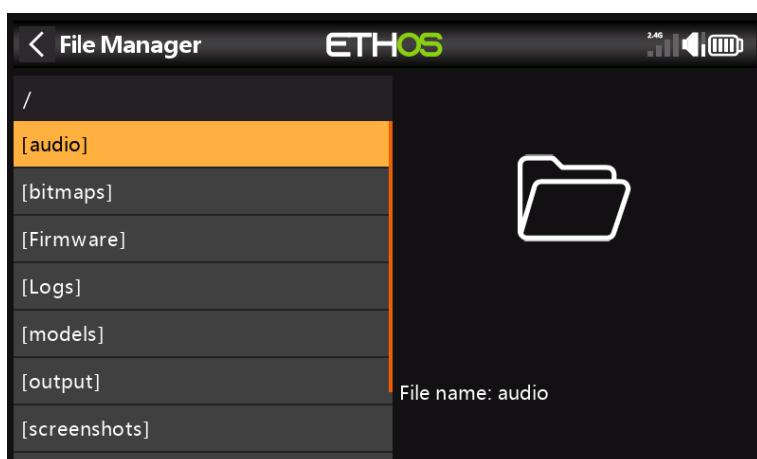 File Manager
ETHOS
2.4G
/
[audio]
[bitmaps]
[Firmware]
[Logs]
[models]
[output]
[screenshots]
File name: audio